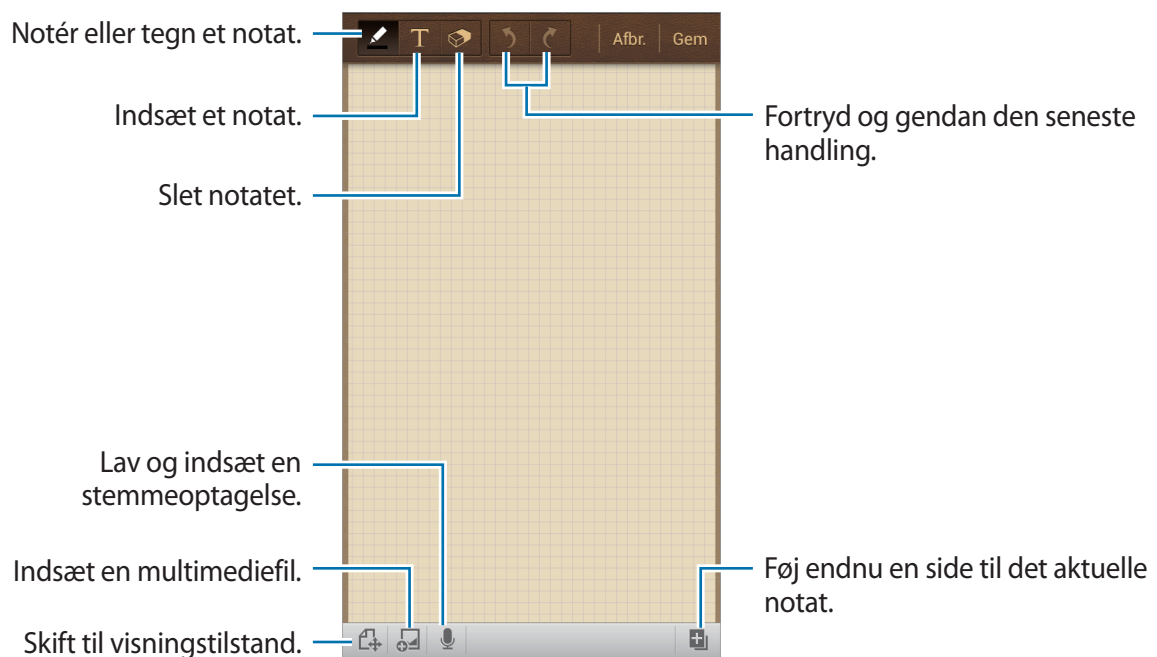 Notér eller tegn et notat.
T
Afbr.
Gem
Indsæt et notat.
Fortryd og gendan den seneste
handling.
Slet notatet.
Lav og indsæt en
stemmeoptagelse.
Indsæt en multimediefil.
Føj endnu en side til det aktuelle
notat.
Skift til visningstilstand.